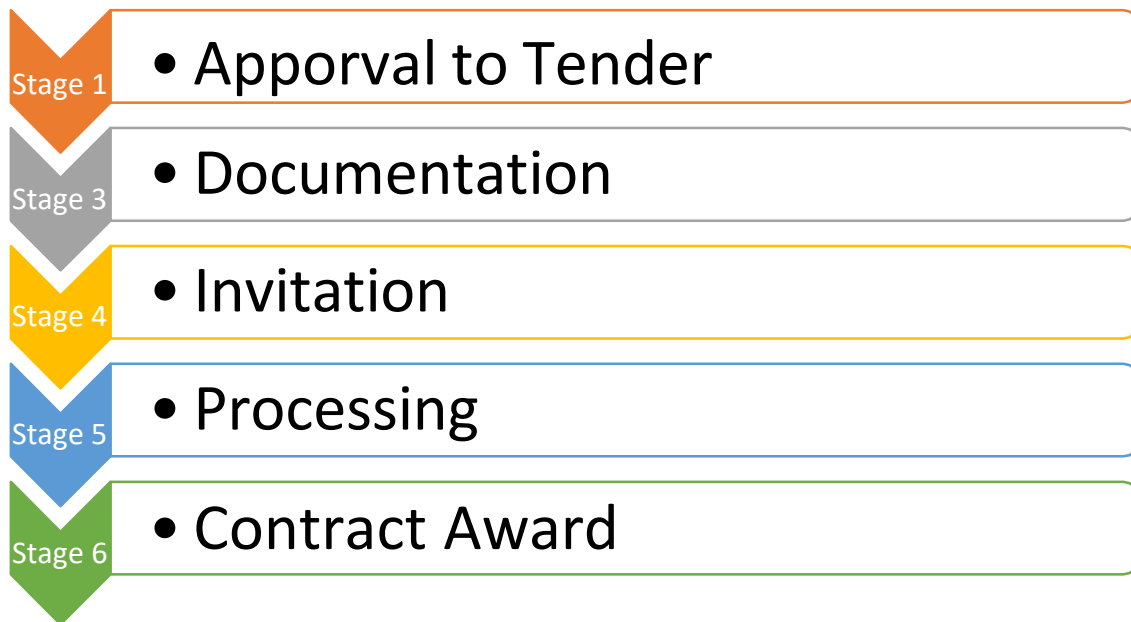 Stage 1
• Apporval to Tender
Stage 3
• Documentation
Stage 4
• Invitation
Stage 5
• Processing
Stage 6
• Contract Award